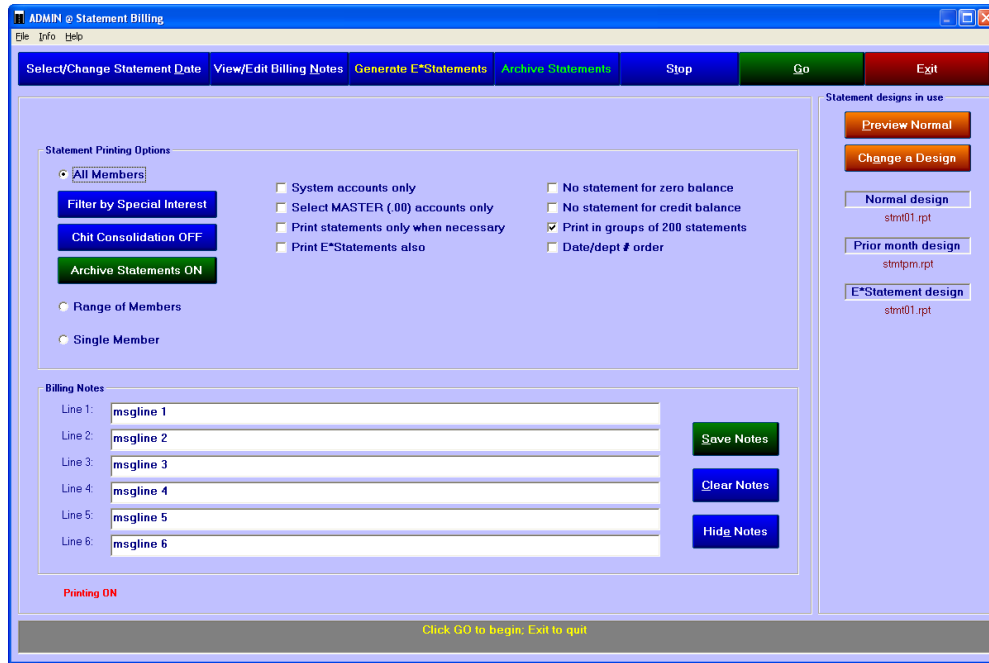 ADMIN @ Statement Billing
File Info Help
Select/Change Statement Date View/Edit Billing Notes Generate E*Statements Archive Statements Stop Go Exit
Statement Printing Options
All Members
Filter by Special Interest
Chit Consolidation OFF
Archive Statements ON
Range of Members
Single Member
System accounts only
Select MASTER (.00) accounts only
Print statements only when necessary
Print E*Statements also
No statement for zero balance
No statement for credit balance
Print in groups of 200 statements
Date/dept # order
Billing Notes
Line 1: msgline 1
Line 2: msgline 2
Line 3: msgline 3
Line 4: msgline 4
Line 5: msgline 5
Line 6: msgline 6
Save Notes
Clear Notes
Hide Notes
Printing ON
Statement designs in use
Preview Normal
Change a Design
Normal design
stmt01.rpt
Prior month design
stmtpm.rpt
E*Statement design
stmt01.rpt
Click GO to begin; Exit to quit